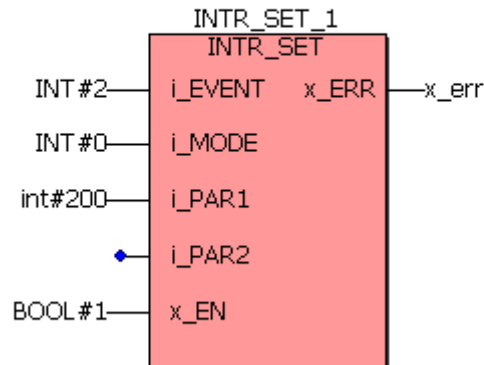 INTR_SET_1
INTR_SET
INT#2 i_EVENT x_ERR x_err
INT#0 i_MODE
int#200 i_PAR1
i_PAR2
BOOL#1 x_EN